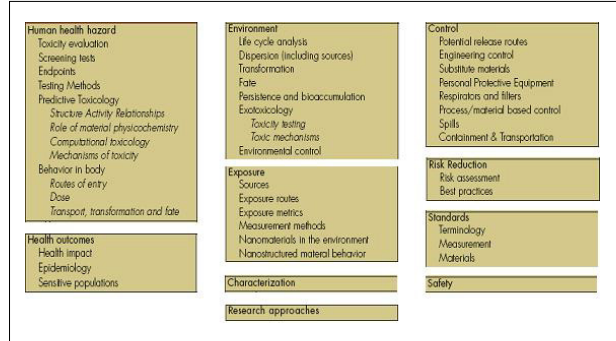 Human health hazard
Toxicity evaluation
Screening tests
Endpoints
Testing Methods
Predictive Toxicology
Structure Activity Relationships
Role of material physicochemistry
Computational toxicology
Mechanisms of toxicity
Behavior in body
Routes of entry
Dose
Transport, transformation and fate
Health outcomes
Health impact
Epidemiology
Sensitive populations
Environment
Life cycle analysis
Dispersion (including sources)
Transformation
Fate
Persistence and bioaccumulation
Exotoxicology
Toxicity testing
Toxic mechanisms
Environmental control
Exposure
Sources
Exposure routes
Exposure metrics
Measurement methods
Nanomaterials in the environment
Nanostructured materal behavior
Characterization
Research approaches
Control
Potential release routes
Engineering control
Substitute materials
Personal Protective Equipment
Respirators and filters
Process/material based control
Spills
Containment & Transportation
Risk Reduction
Risk assessment
Best practices
Standards
Terminology
Measurement
Materials
Safety